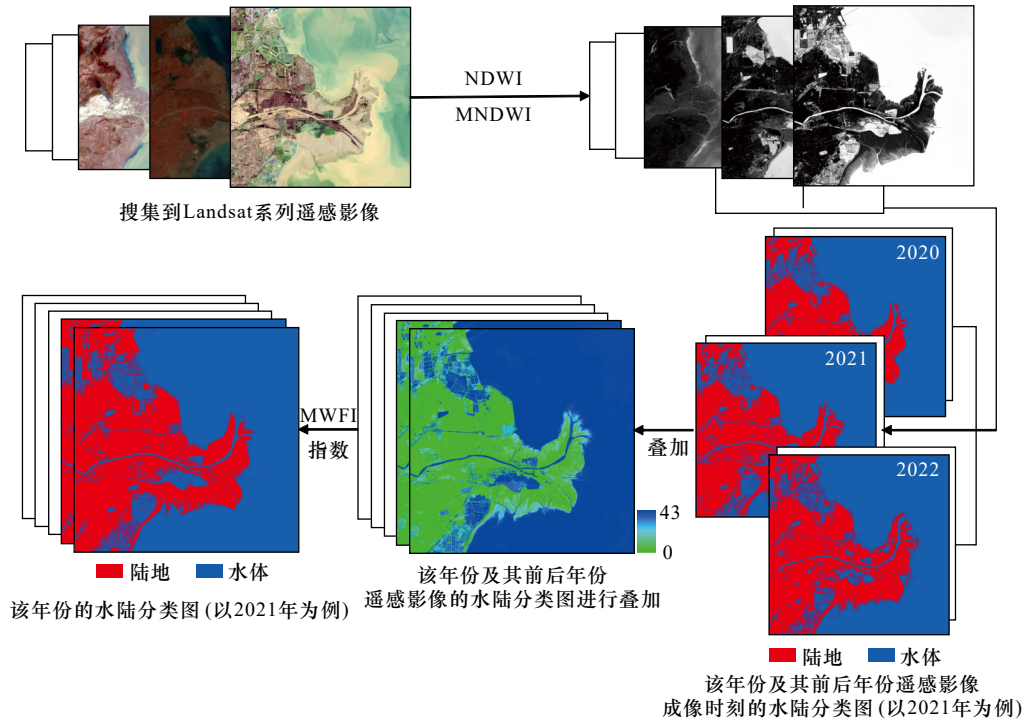 NDWI
MNDWI
搜集到Landsat系列遥感影像
2020
2021
2022
陆地
水体
该年份及其前后年份遥感影像
成像时刻的水陆分类图(以2021年为例)
叠加
43
0
该年份及其前后年份
遥感影像的水陆分类图进行叠加
MWFI
指数
陆地
水体
该年份的水陆分类图(以2021年为例)